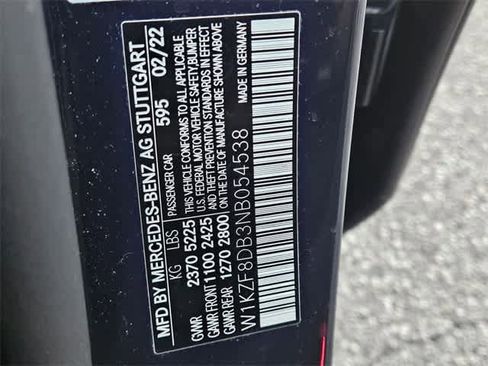 MFD BY MERCEDES-BENZ AG STUTTGART
595 02/22
PASSENGER CAR
KG LBS
GVWR 2370 5225
GAWR FRONT 1100 2425
GAWR REAR 1270 2800
THIS VEHICLE CONFORMS TO ALL APPLICABLE
U.S. FEDERAL MOTOR VEHICLE SAFETY, BUMPER
AND THEFT PREVENTION STANDARDS IN EFFECT
ON THE DATE OF MANUFACTURE SHOWN ABOVE
W1KZF8DB3NB054538
MADE IN GERMANY